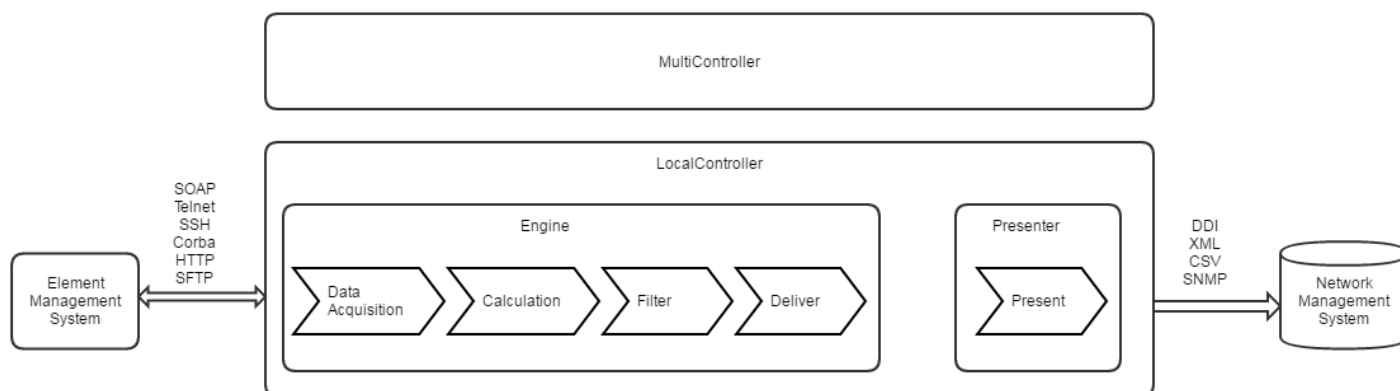 MultiController
LocalController
SOAP
Telnet
SSH
Corba
HTTP
SFTP
Element
Management
System
Engine
Data
Acquisition
Calculation
Filter
Deliver
Presenter
Present
DDI
XML
CSV
SNMP
Network
Management
System